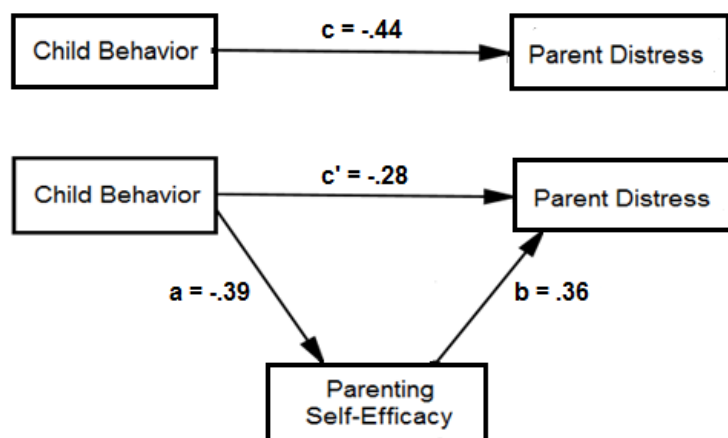 c = -.44
Child Behavior
Parent Distress
c' = -.28
Child Behavior
Parent Distress
a = -.39
b = .36
Parenting
Self-Efficacy